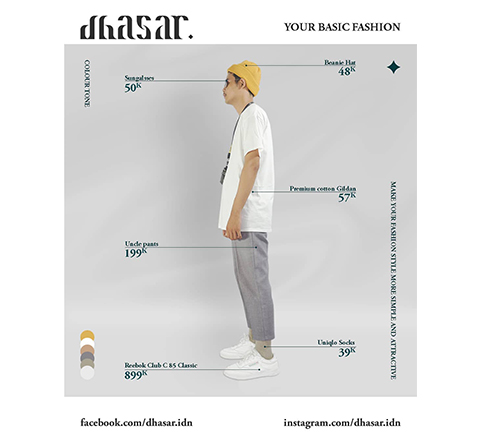 dhasar.
YOUR BASIC FASHION
COLOUR TONE
Beanie Hat
48K
Sunglasses
50K
Premium cotton Gildan
57K
Uncle pants
199K
MAKE YOUR FASHION STYLE MORE SIMPLE AND ATTRACTIVE
Uniqlo Socks
39K
Reebok Club C 85 Classic
899K
facebook.com/dhasar.idn
instagram.com/dhasar.idn